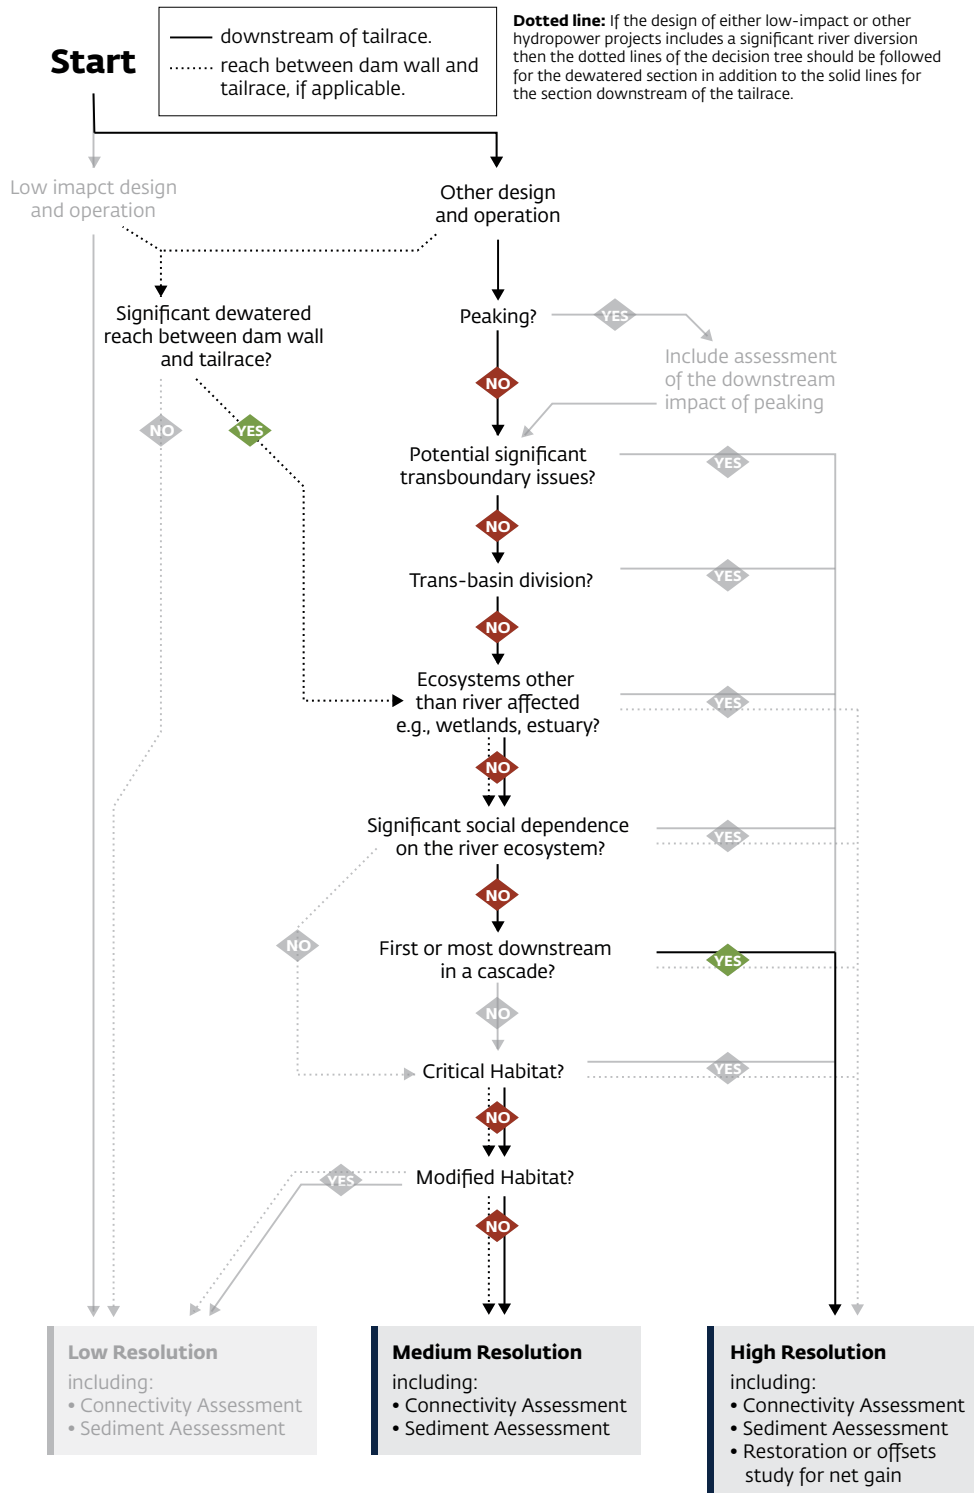 Start
downstream of tailrace.
reach between dam wall and
tailrace, if applicable.
Dotted line: If the design of either low-impact or other
hydropower projects includes a significant river diversion
then the dotted lines of the decision tree should be followed
for the dewatered section in addition to the solid lines for
the section downstream of the tailrace.
Low imapct design
and operation
Other design
and operation
Significant dewatered
reach between dam wall
and tailrace?
Peaking?
YES
Include assessment
of the downstream
impact of peaking
NO
NO
YES
Potential significant
transboundary issues?
YES
NO
Trans-basin division?
YES
NO
Ecosystems other
than river affected
e.g., wetlands, estuary?
YES
NO
Significant social dependence
on the river ecosystem?
YES
NO
NO
First or most downstream
in a cascade?
YES
NO
Critical Habitat?
YES
NO
Modified Habitat?
YES
NO
Low Resolution
including:
• Connectivity Assessment
• Sediment Aessessment
Medium Resolution
including:
• Connectivity Assessment
• Sediment Aessessment
High Resolution
including:
• Connectivity Assessment
• Sediment Aessessment
• Restoration or offsets
study for net gain